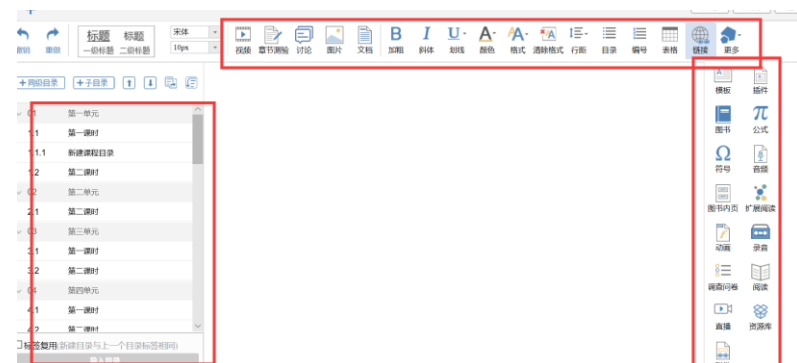 撤销 重做 标题 一级标题 标题 二级标题 宋体 10px 视频 章节测验 讨论 图片 文档 B 加粗 I 斜体 U 划线 A 颜色 A 格式 清除格式 行距 目录 编号 表格 链接 更多
+同级目录 +子目录
01 第一单元
1.1 第一课时
1.1.1 新建课程目录
1.2 第二课时
02 第二单元
2.1 第二课时
03 第三单元
3.1 第一课时
3.2 第二课时
04 第四单元
4.1 第一课时
4.2 第二课时
标签复用(新建目录与上一个目录标签相同)
模板 插件
图书 公式
符号 音频
图书内页 扩展阅读
动画 录音
调查问卷 阅读
直播 资源库